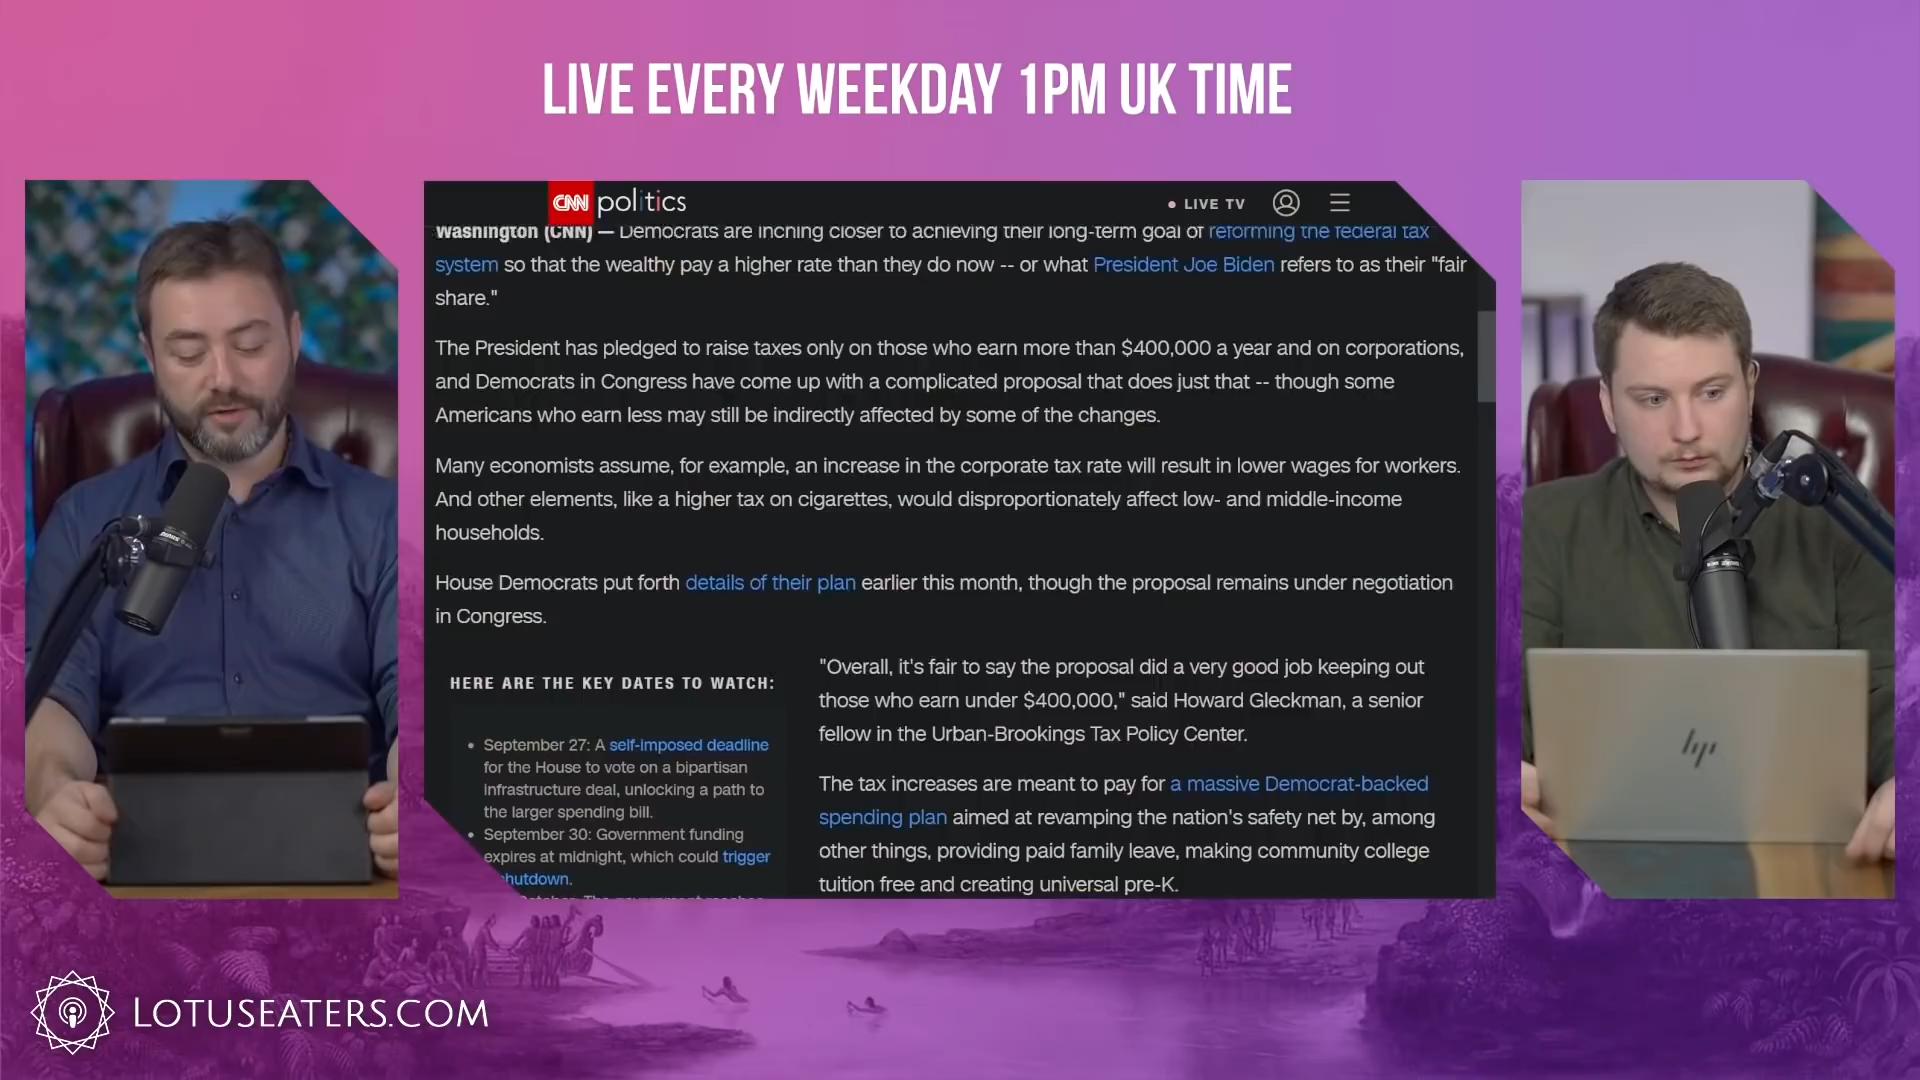 LIVE EVERY WEEKDAY 1PM UK TIME
CNN politics
LIVE TV
Washington (CNN) — Democrats are inching closer to achieving their long-term goal of reforming the federal tax
system so that the wealthy pay a higher rate than they do now -- or what President Joe Biden refers to as their "fair
share."
The President has pledged to raise taxes only on those who earn more than $400,000 a year and on corporations,
and Democrats in Congress have come up with a complicated proposal that does just that -- though some
Americans who earn less may still be indirectly affected by some of the changes.
Many economists assume, for example, an increase in the corporate tax rate will result in lower wages for workers.
And other elements, like a higher tax on cigarettes, would disproportionately affect low- and middle-income
households.
House Democrats put forth details of their plan earlier this month, though the proposal remains under negotiation
in Congress.
HERE ARE THE KEY DATES TO WATCH:
• September 27: A self-imposed deadline
for the House to vote on a bipartisan
infrastructure deal, unlocking a path to
the larger spending bill.
• September 30: Government funding
expires at midnight, which could trigger
shutdown.
"Overall, it's fair to say the proposal did a very good job keeping out
those who earn under $400,000," said Howard Gleckman, a senior
fellow in the Urban-Brookings Tax Policy Center.
The tax increases are meant to pay for a massive Democrat-backed
spending plan aimed at revamping the nation's safety net by, among
other things, providing paid family leave, making community college
tuition free and creating universal pre-K.
hp
LOTUSEATERS.COM